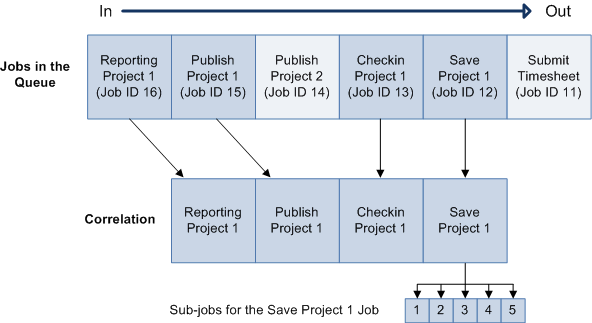 In Out
Jobs in the Queue
Reporting Project 1 (Job ID 16)
Publish Project 1 (Job ID 15)
Publish Project 2 (Job ID 14)
Checkin Project 1 (Job ID 13)
Save Project 1 (Job ID 12)
Submit Timesheet (Job ID 11)
Correlation
Reporting Project 1
Publish Project 1
Checkin Project 1
Save Project 1
Sub-jobs for the Save Project 1 Job
1 2 3 4 5